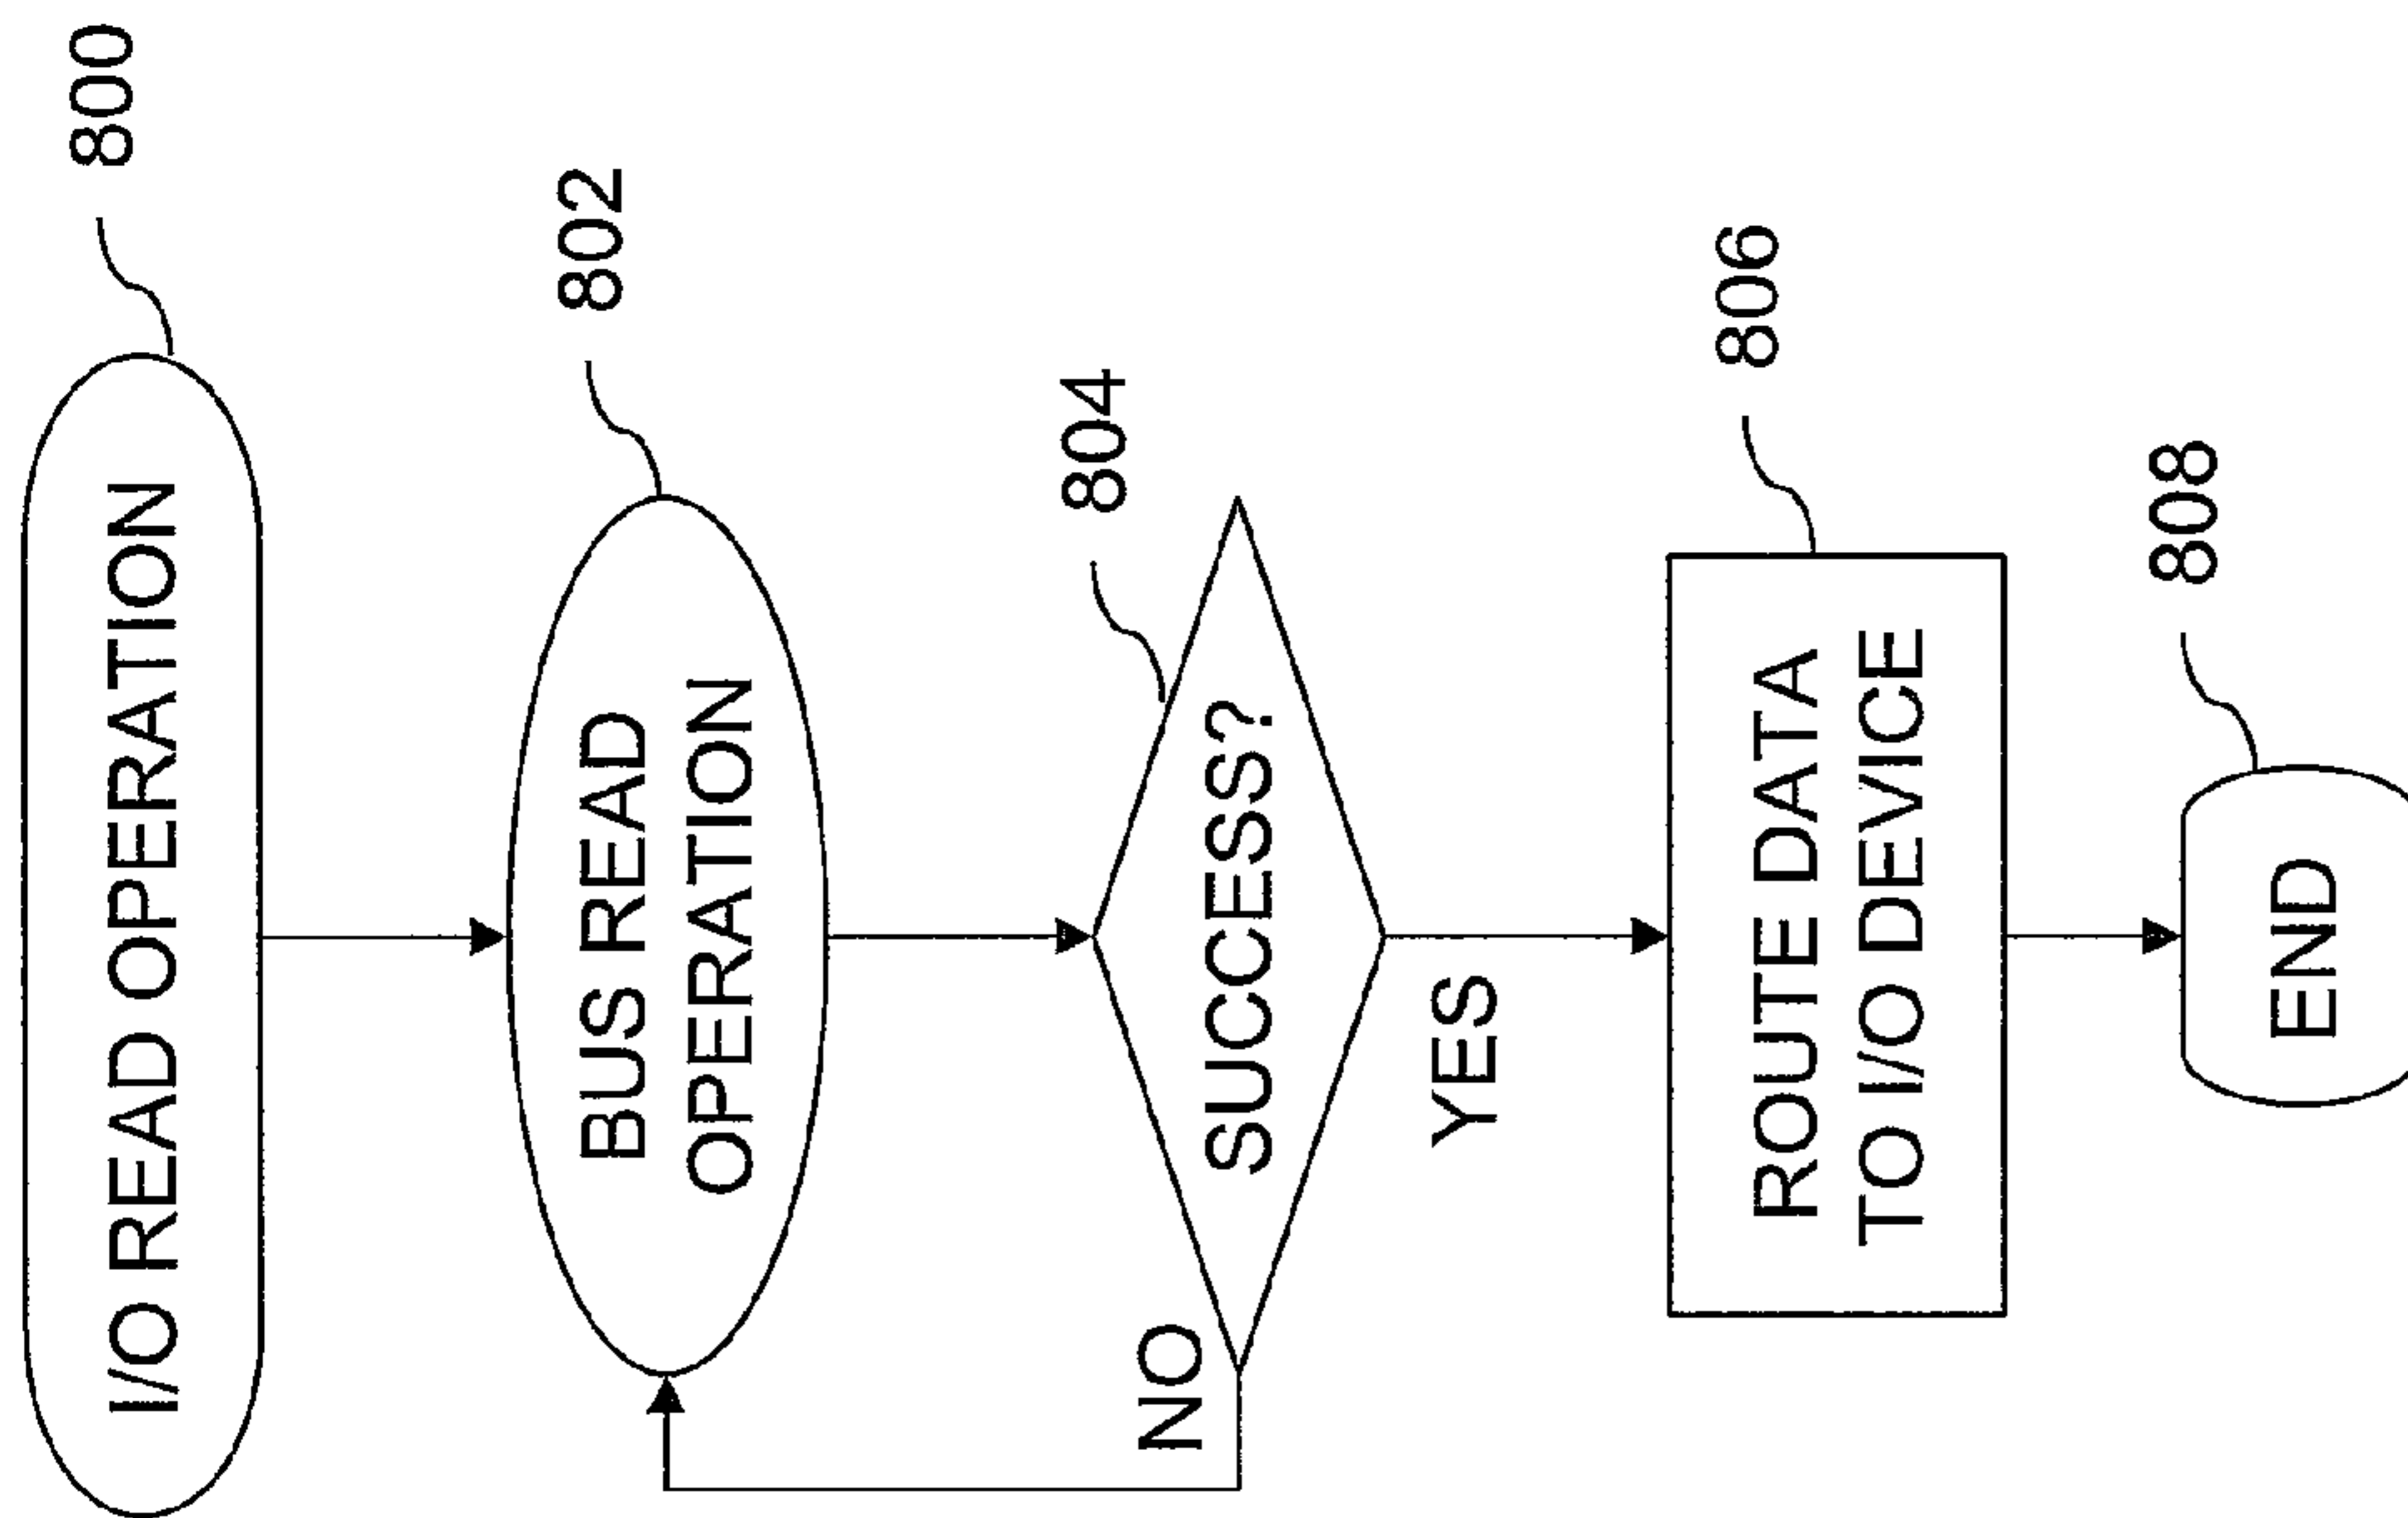 I/O READ OPERATION
800
BUS READ
OPERATION
802
SUCCESS?
804
NO
YES
ROUTE DATA
TO I/O DEVICE
806
END
808